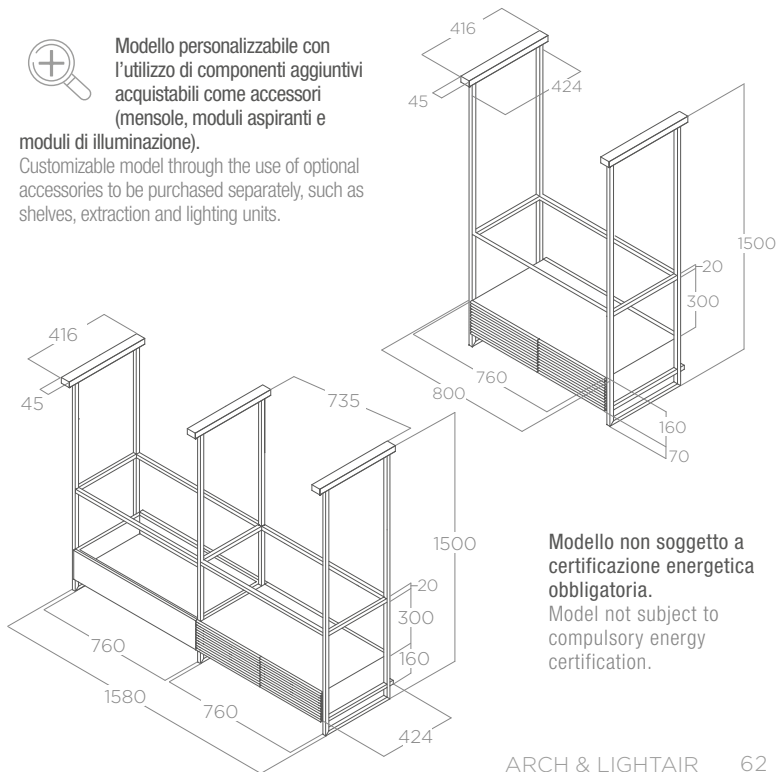 Modello personalizzabile con
l'utilizzo di componenti aggiuntivi
acquistabili come accessori
(mensole, moduli aspiranti e
moduli di illuminazione).
Customizable model through the use of optional
accessories to be purchased separately, such as
shelves, extraction and lighting units.
416
45
424
1500
20
300
760
800
160
70
416
45
735
1500
20
300
160
760
1580
760
424
Modello non soggetto a
certificazione energetica
obbligatoria.
Model not subject to
compulsory energy
certification.
ARCH & LIGHTAIR 62